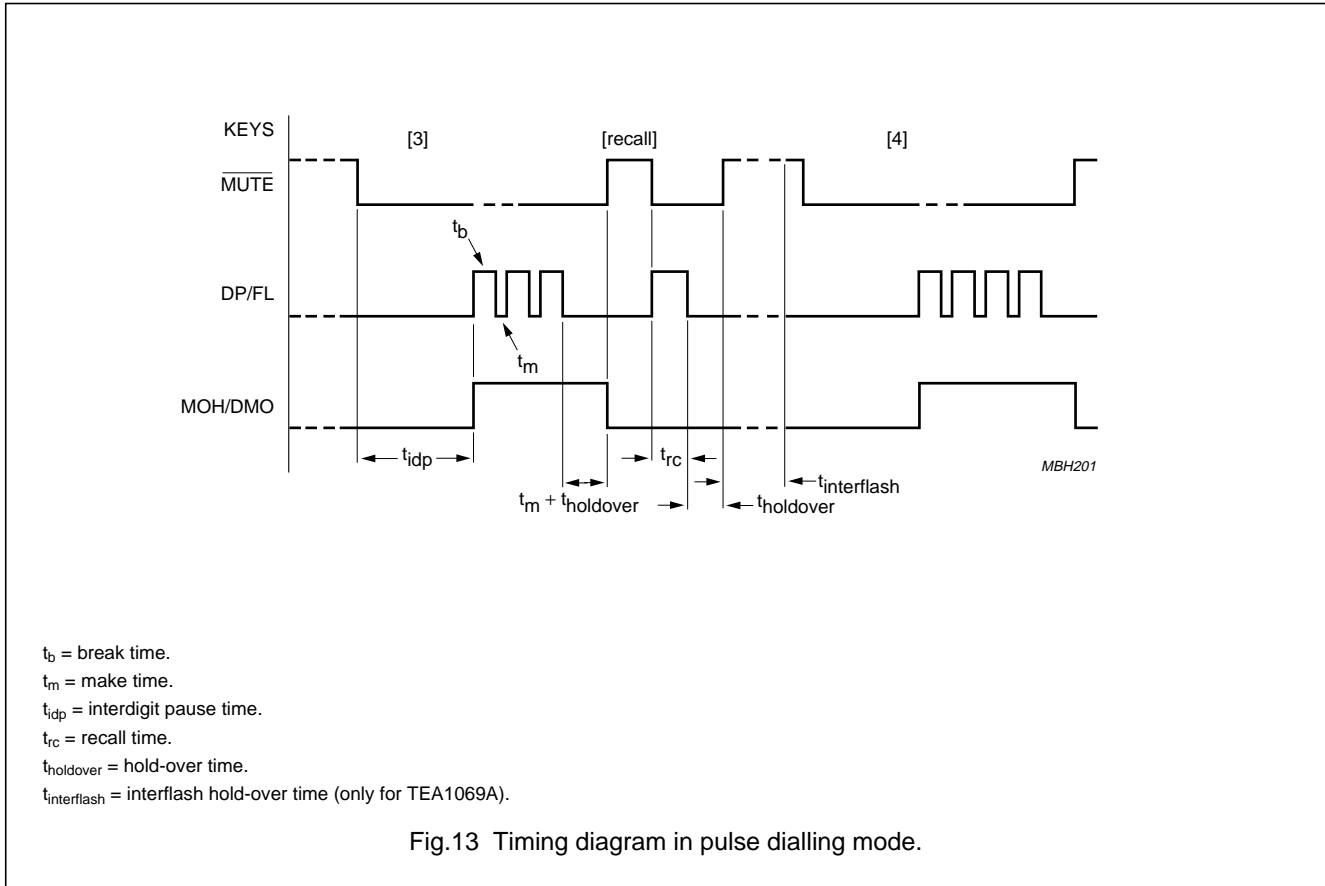 KEYS
[3] [recall] [4]
MUTE
t_b
DP/FL
t_m
MOH/DMO
t_idp t_rc
MBH201
t_interflash
t_m + t_holdover t_holdover
t_b = break time.
t_m = make time.
t_idp = interdigit pause time.
t_rc = recall time.
t_holdover = hold-over time.
t_interflash = interflash hold-over time (only for TEA1069A).
Fig.13 Timing diagram in pulse dialling mode.